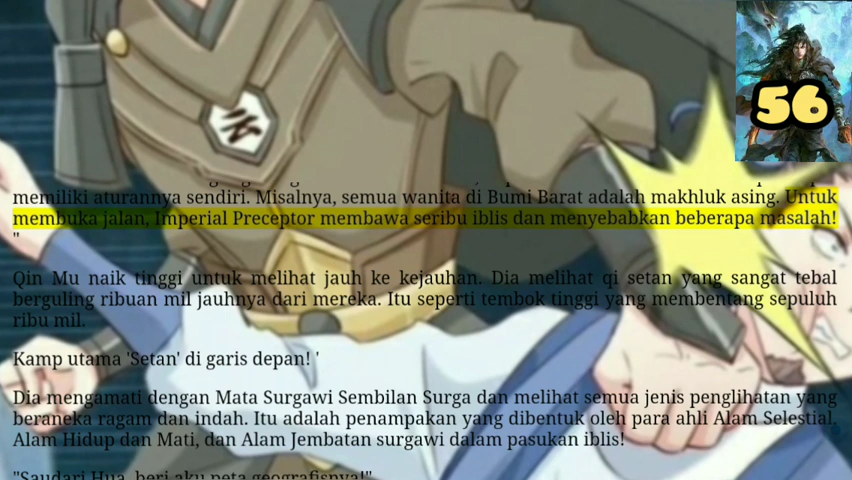 56
memiliki aturannya sendiri. Misalnya, semua wanita di Bumi Barat adalah makhluk asing. Untuk
membuka jalan, Imperial Preceptor membawa seribu iblis dan menyebabkan beberapa masalah!
"
Qin Mu naik tinggi untuk melihat jauh ke kejauhan. Dia melihat qi setan yang sangat tebal
berguling ribuan mil jauhnya dari mereka. Itu seperti tembok tinggi yang membentang sepuluh
ribu mil.
Kamp utama 'Setan' di garis depan! '
Dia mengamati dengan Mata Surgawi Sembilan Surga dan melihat semua jenis penglihatan yang
beraneka ragam dan indah. Itu adalah penampakan yang dibentuk oleh para ahli Alam Selestial,
Alam Hidup dan Mati, dan Alam Jembatan surgawi dalam pasukan iblis!
"Saudari Hua, beri aku peta geografisnya!"